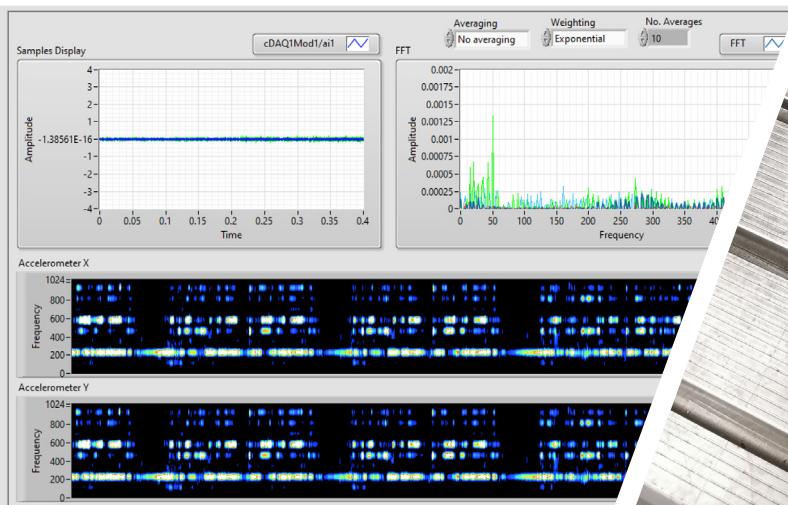 Averaging
Weighting
No. Averages
Samples Display
cDAQ1Mod1/ai1
FFT
No averaging
Exponential
10
FFT
4
3
2
1
-1.38561E-16
-1
-2
-3
-4
Amplitude
0
0.05
0.1
0.15
0.2
0.25
0.3
0.35
0.4
Time
0.002
0.00175
0.0015
0.00125
0.001
0.00075
0.0005
0.00025
0
Amplitude
0
50
100
150
200
250
300
350
Frequency
Accelerometer X
1024
800
600
400
200
0
Frequency
Accelerometer Y
1024
800
600
400
200
0
Frequency